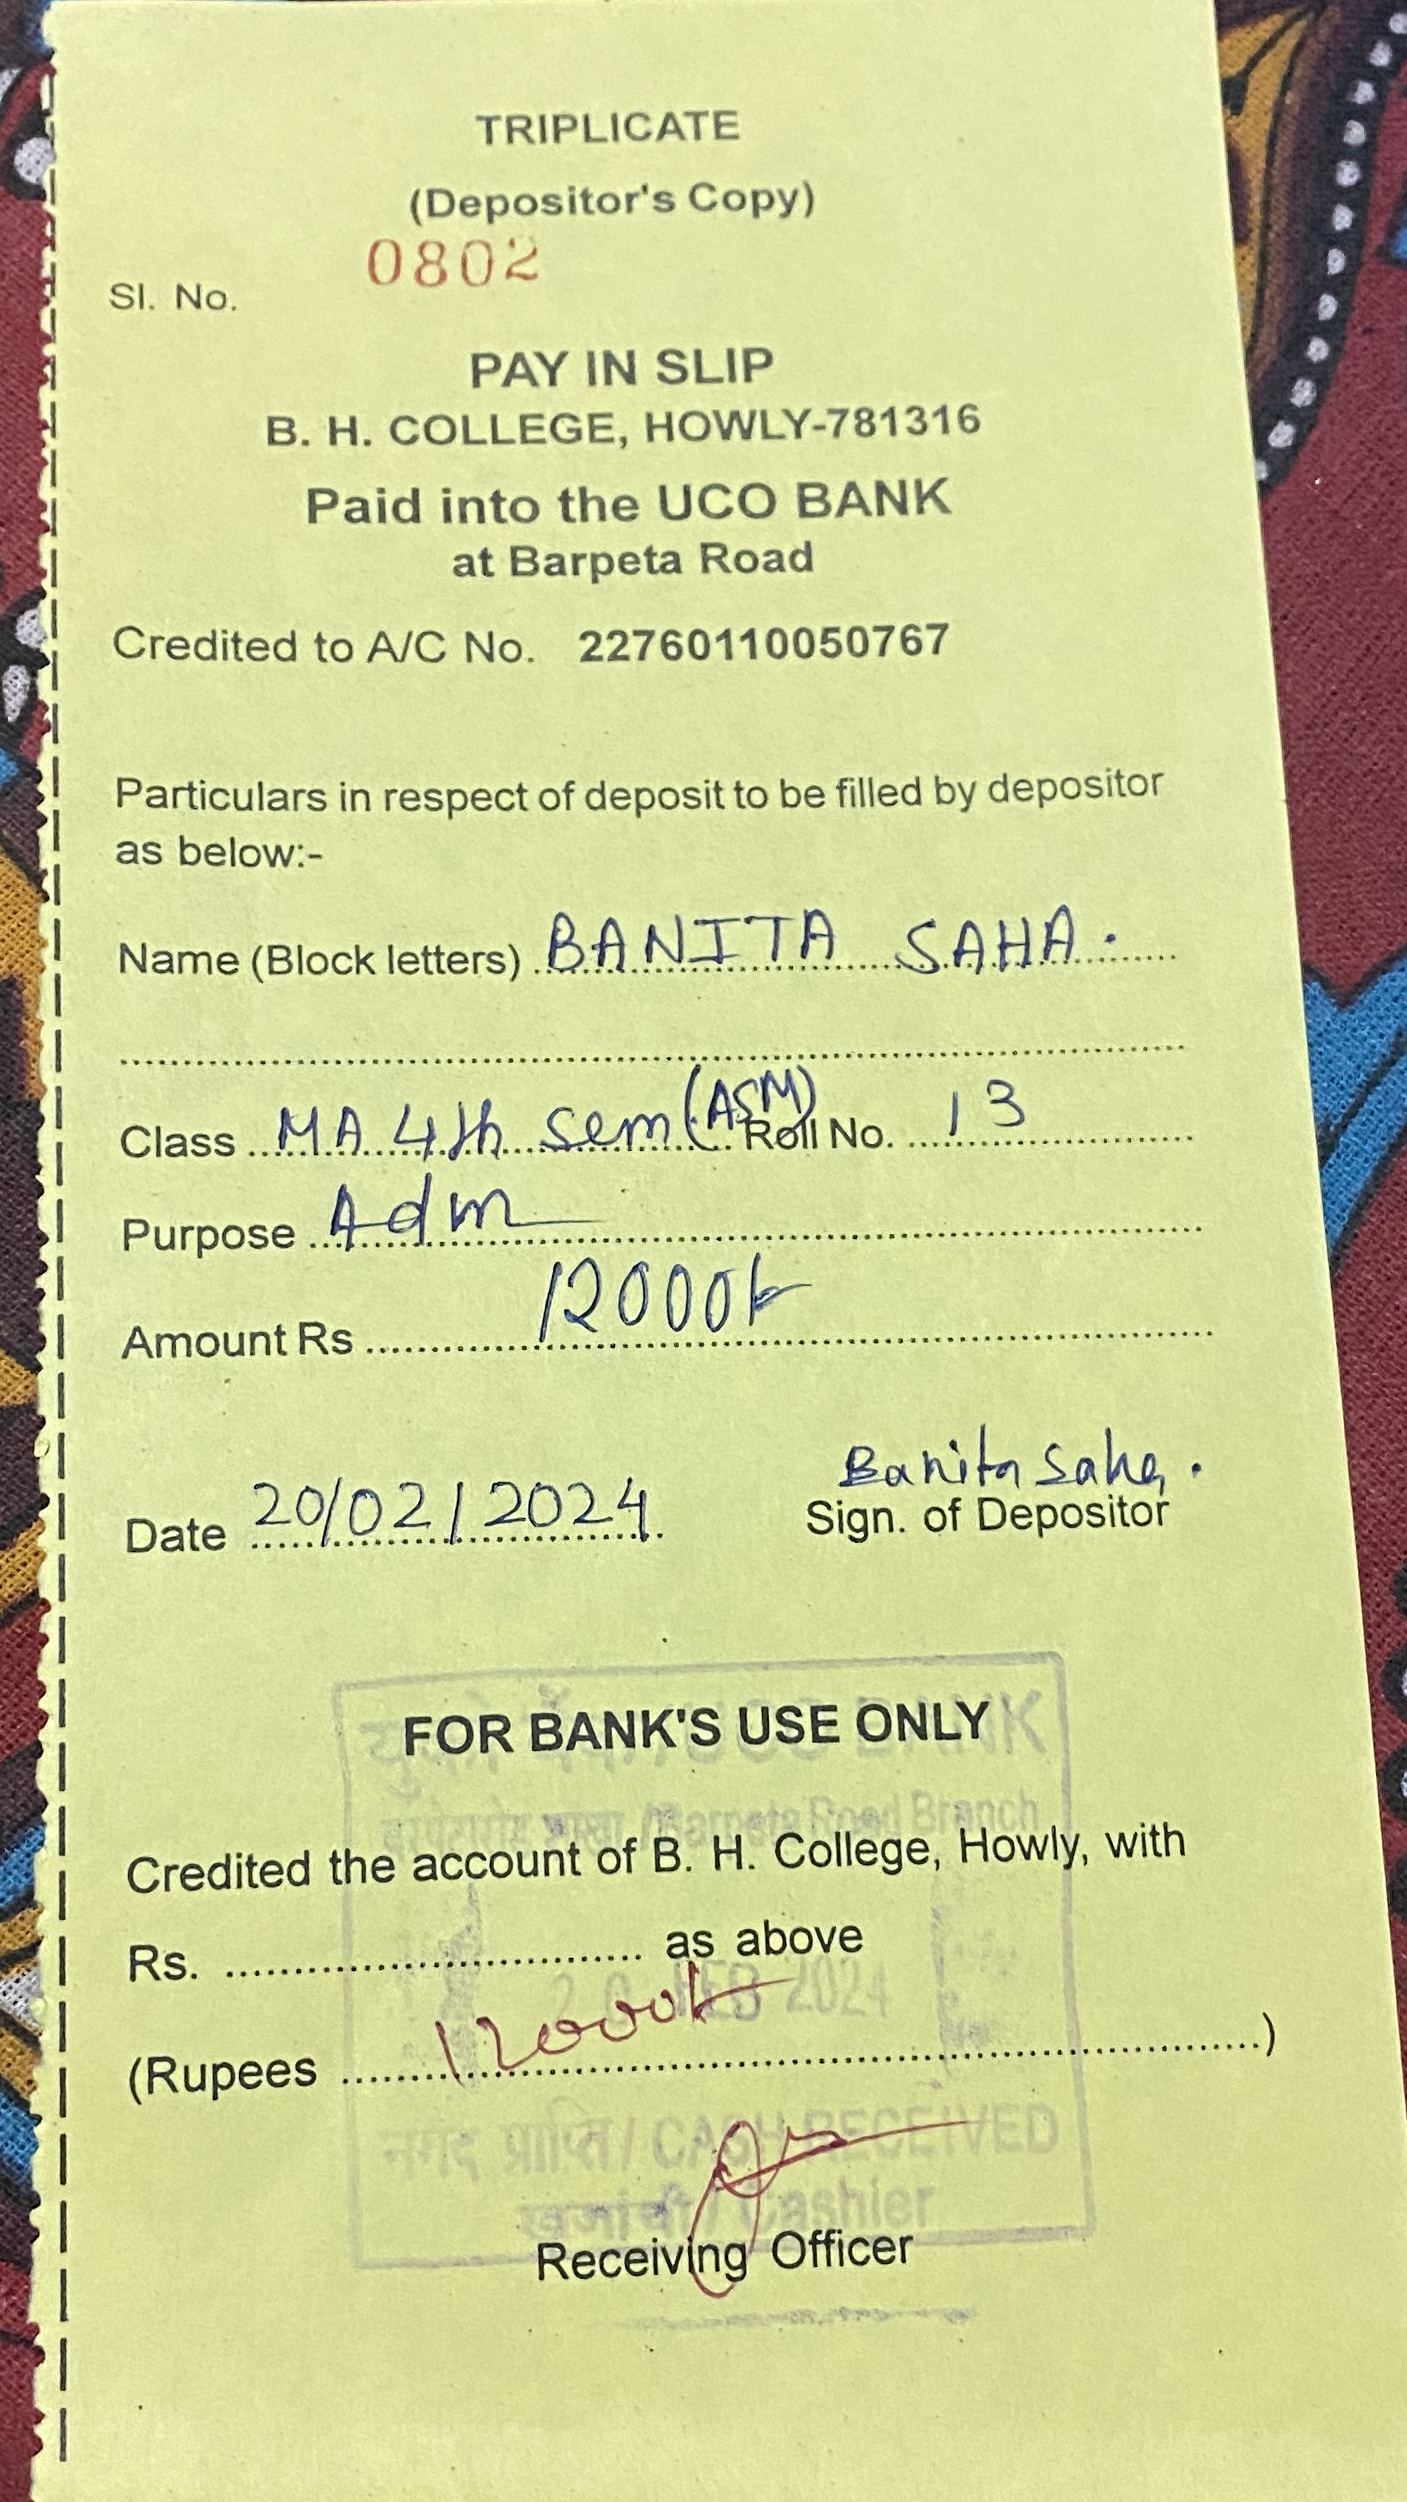 TRIPLICATE
(Depositor's Copy)
0802
Sl. No.
PAY IN SLIP
B. H. COLLEGE, HOWLY-781316
Paid into the UCO BANK
at Barpeta Road
Credited to A/C No. 22760110050767
Particulars in respect of deposit to be filled by depositor
as below:-
Name (Block letters) BANITA SAHA.
Class MA 4th Sem (ASM) Roll No. 13
Purpose Adm
Amount Rs 12000/-
Banita Saha.
Date 20/02/2024 Sign. of Depositor
BANK
FOR BANK'S USE ONLY
Barpeta Road Branch
Credited the account of B. H. College, Howly, with
Rs. as above
20 FEB 2024
12000/-
(Rupees )
नगद प्राप्ति / CASH RECEIVED
खजांची / Cashier
Receiving Officer